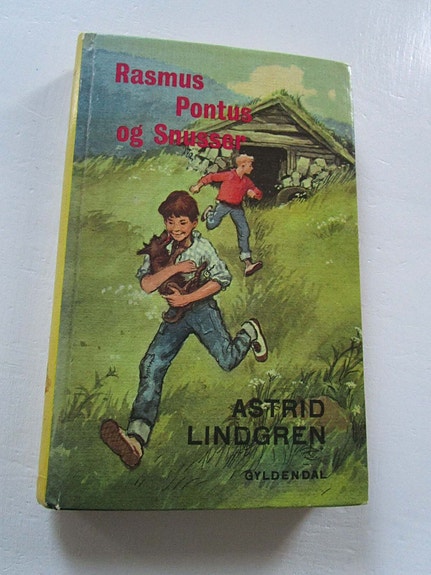 Rasmus
Pontus
og Snusser
ASTRID
LINDGREN
GYLDENDAL